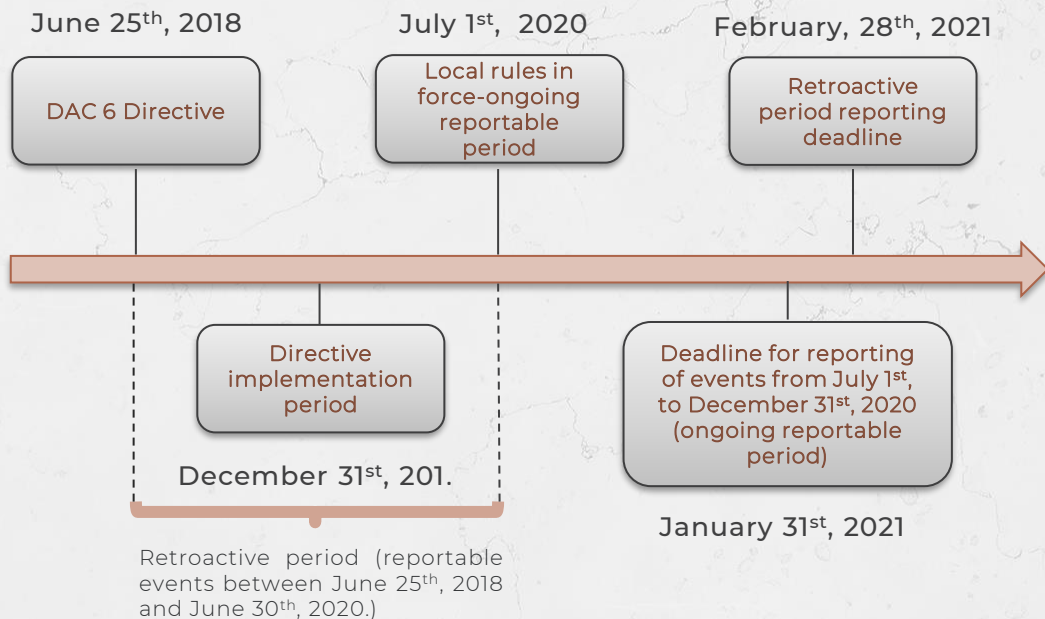 June 25th, 2018
July 1st, 2020
February, 28th, 2021
DAC 6 Directive
Local rules in
force-ongoing
reportable
period
Retroactive
period reporting
deadline
Directive
implementation
period
December 31st, 201.
Deadline for reporting
of events from July 1st,
to December 31st, 2020
(ongoing reportable
period)
January 31st, 2021
Retroactive period (reportable
events between June 25th, 2018
and June 30th, 2020.)